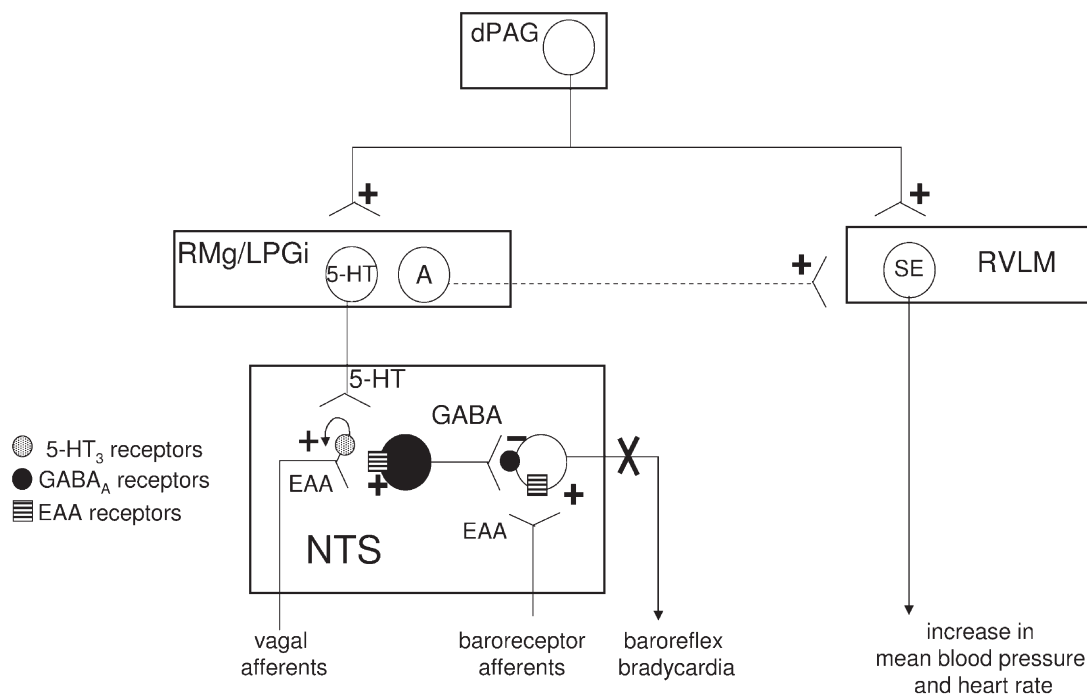 dPAG
+
+
RMg/LPGi
5-HT
A
+
SE
RVLM
5-HT
GABA
+
–
EAA
+
+
EAA
X
NTS
5-HT3 receptors
GABAA receptors
EAA receptors
vagal
afferents
baroreceptor
afferents
baroreflex
bradycardia
increase in
mean blood pressure
and heart rate